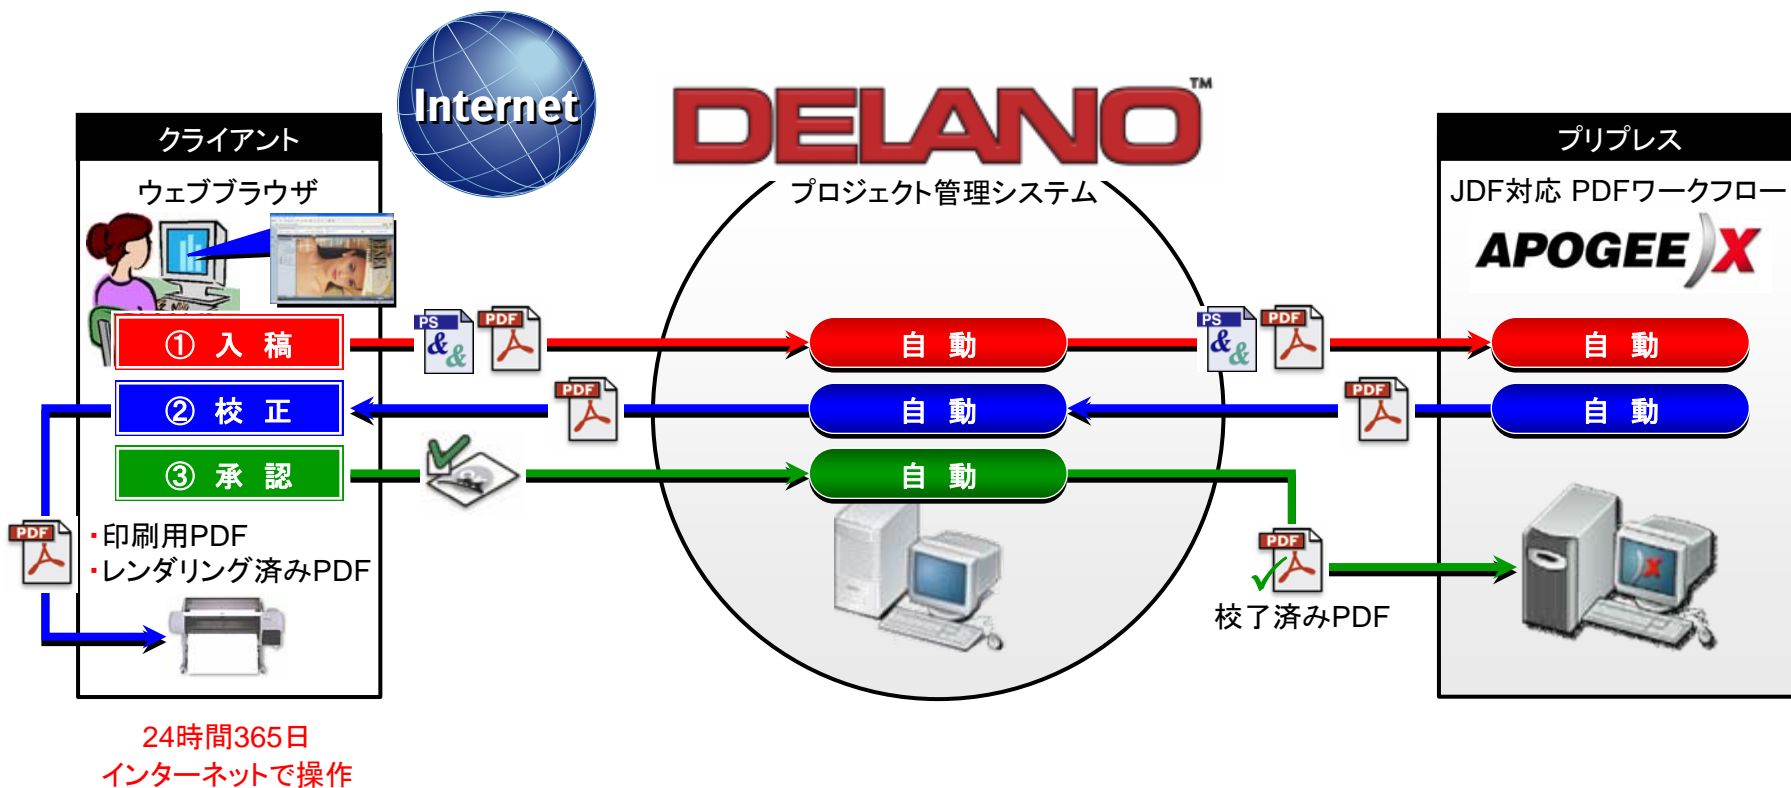 Internet
DELANO™
クライアント
プリプレス
ウェブブラウザ
プロジェクト管理システム
JDF対応 PDFワークフロー
APOGEE X
① 入 稿
PS
&
&
PDF
自 動
PS
&
&
PDF
自 動
② 校 正
PDF
自 動
PDF
自 動
③ 承 認
自 動
PDF
・印刷用PDF
・レンダリング済みPDF
PDF
校了済みPDF
X
24時間365日
インターネットで操作